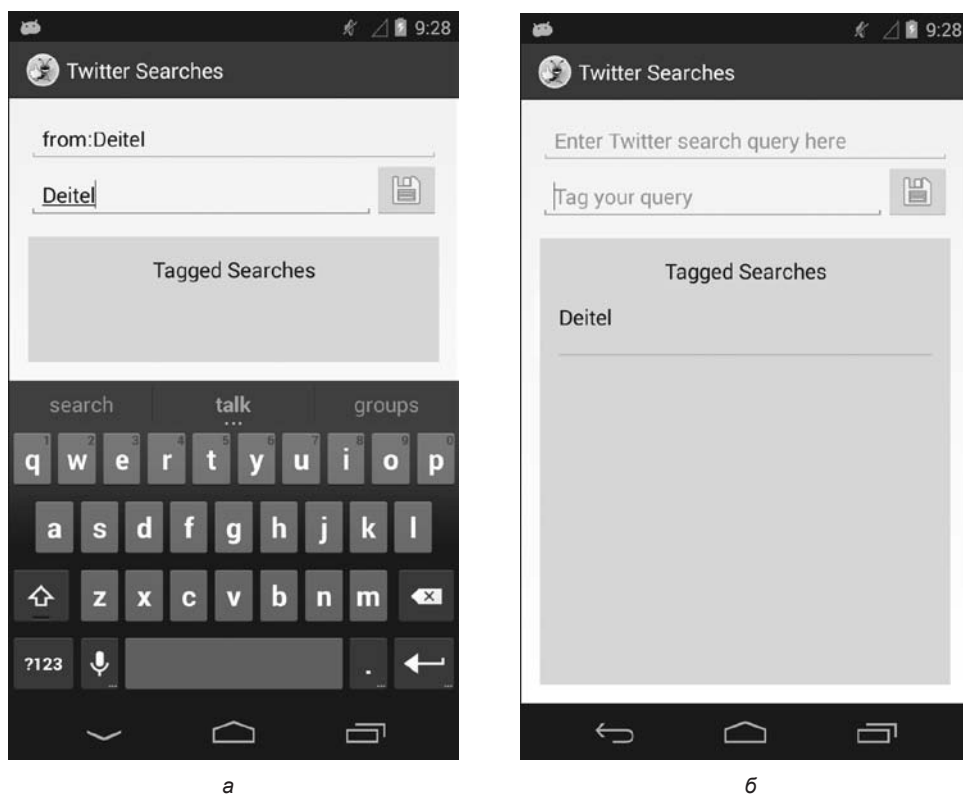 9:28
Twitter Searches
from:Deitel
Deitel
Tagged Searches
search talk groups
1 2 3 4 5 6 7 8 9 0
q w e r t y u i o p
a s d f g h j k l
z x c v b n m
?123 .
а
9:28
Twitter Searches
Enter Twitter search query here
Tag your query
Tagged Searches
Deitel
б